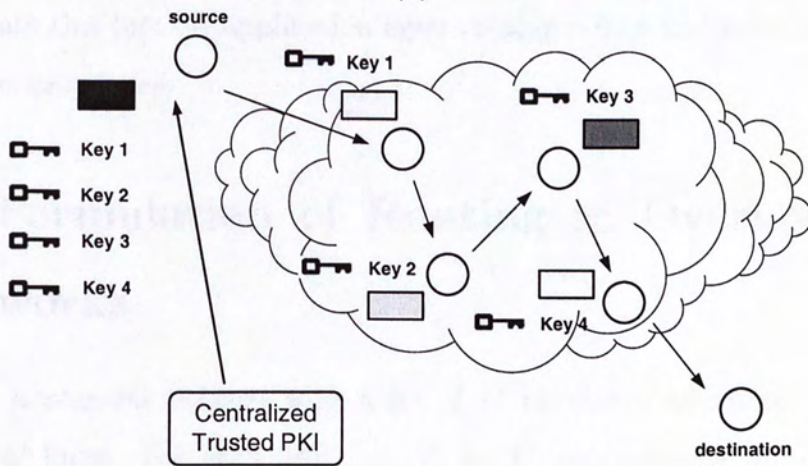 source
Key 1
Key 3
Key 1
Key 2
Key 3
Key 4
Key 2
Key 4
Centralized
Trusted PKI
destination